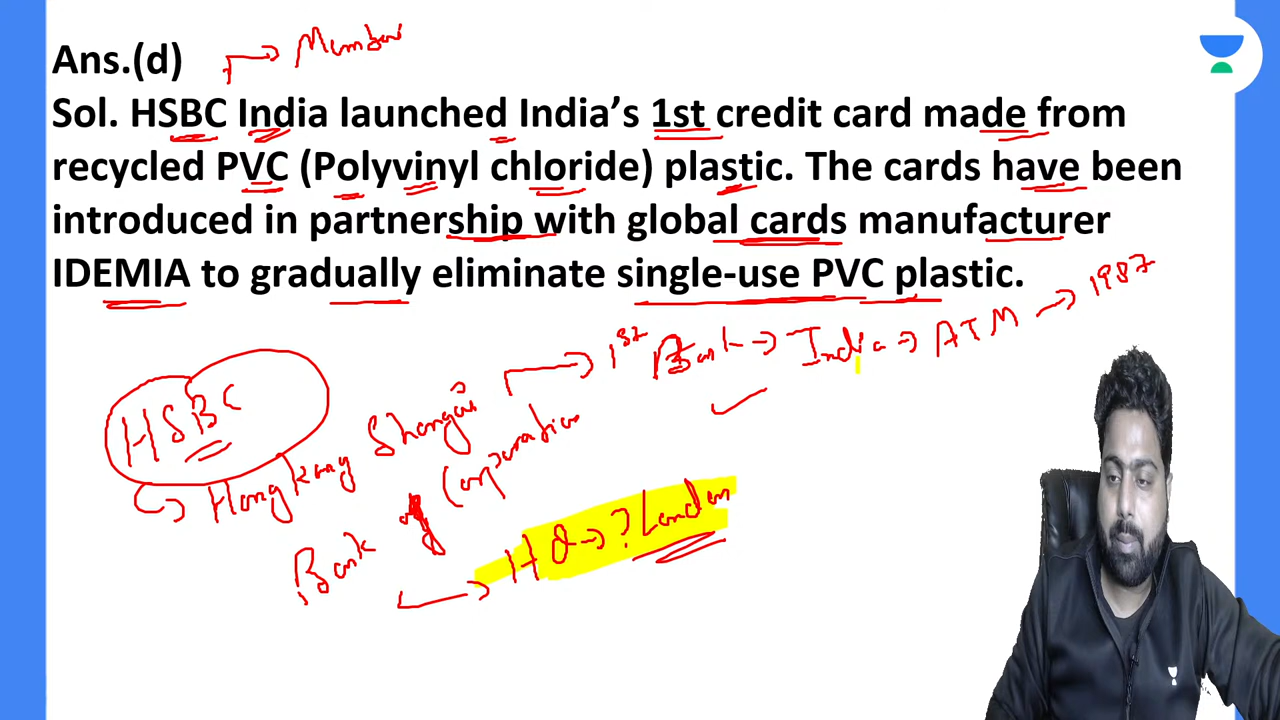 Ans.(d)
→ Mumbai
Sol. HSBC India launched India’s 1st credit card made from
recycled PVC (Polyvinyl chloride) plastic. The cards have been
introduced in partnership with global cards manufacturer
IDEMIA to gradually eliminate single-use PVC plastic.
→ 1st Bank → India → ATM → 1987
HSBC
Hongkong Shangai
Bank of Corporation
→ HQ → ? London